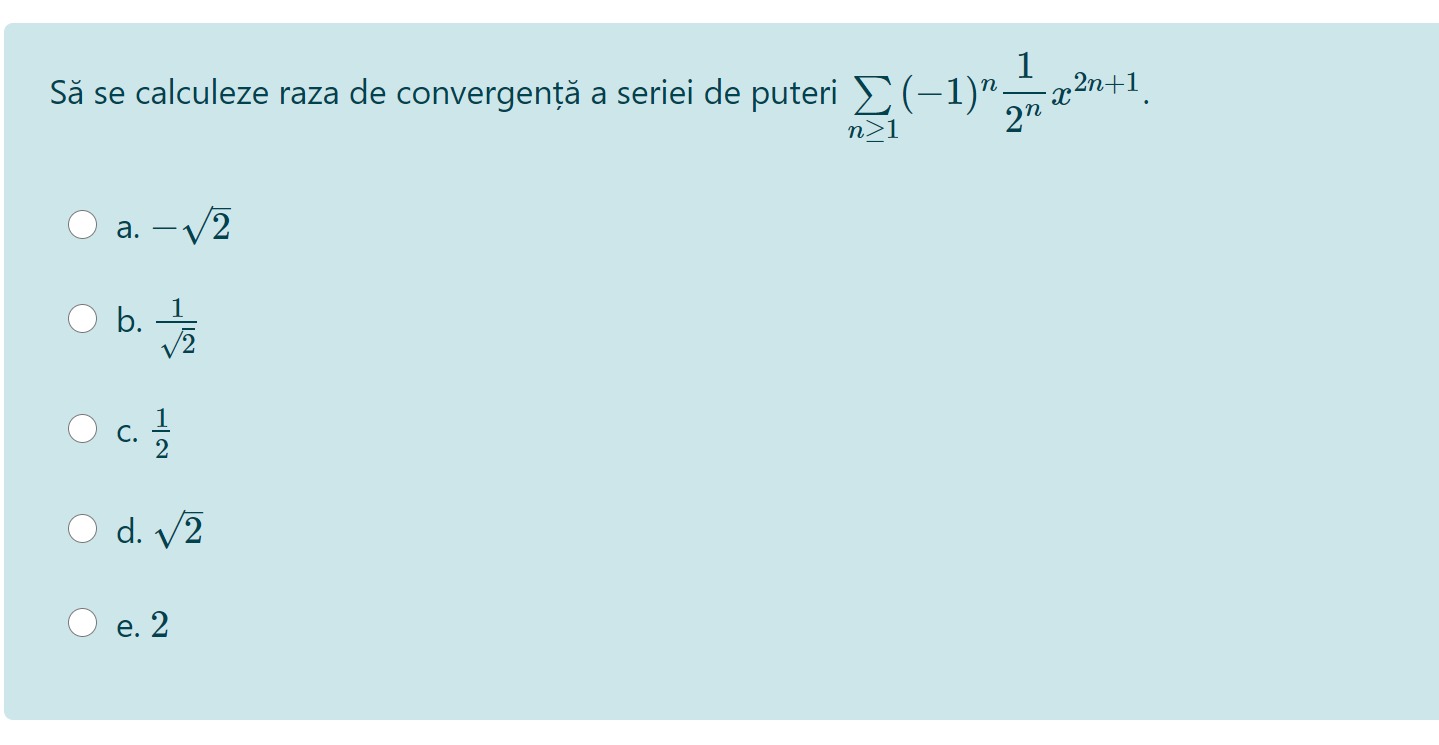 Să se calculeze raza de convergență a seriei de puteri $\sum_{n\geq 1}(-1)^n \frac{1}{2^n} x^{2n+1}$.
a. $-\sqrt{2}$
b. $\frac{1}{\sqrt{2}}$
c. $\frac{1}{2}$
d. $\sqrt{2}$
e. 2